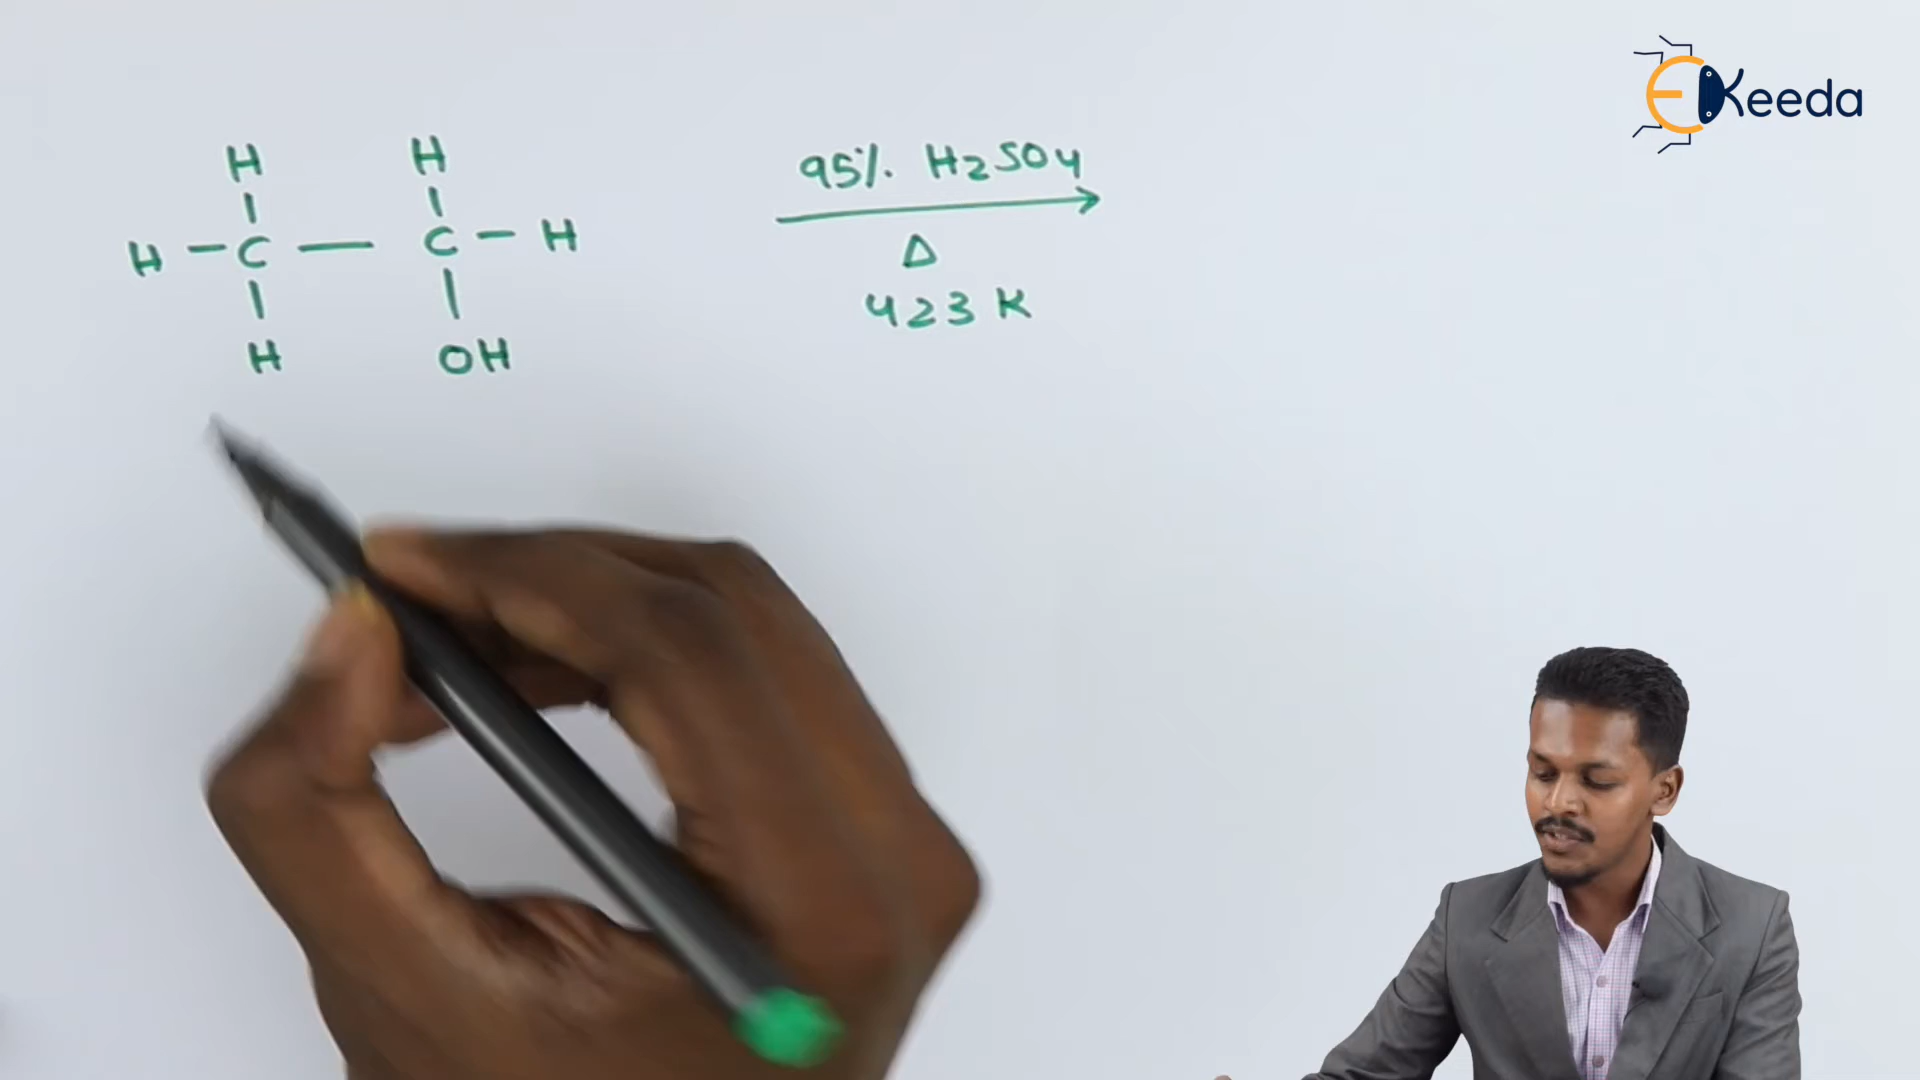 H H
H - C — C - H
H OH
95% H2SO4
Δ
423 K
EKeeda